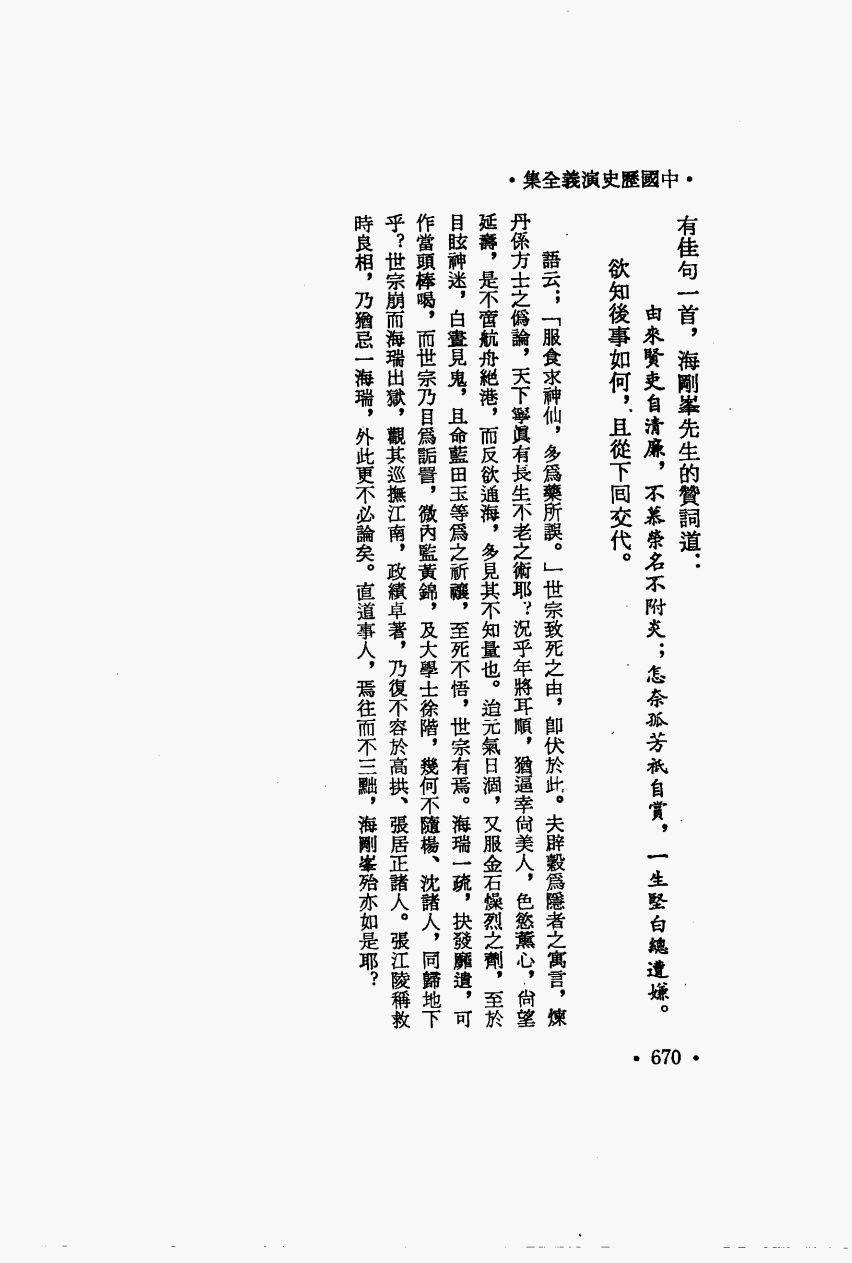 •中國歷史演義全集•
有佳句一首，海剛峯先生的贊詞道：
由來賢吏自清廉，不慕榮名不附炎；怎奈孤芳祇自賞，一生堅白總遭嫌。
欲知後事如何，且從下回交代。
語云；「服食求神仙，多爲藥所誤。」世宗致死之由，卽伏於此。夫辟穀爲隱者之寓言，煉
丹係方士之僞論，天下寧眞有長生不老之術耶？況乎年將耳順，猶逼幸尙美人，色慾薰心，尙望
延壽，是不啻航舟絕港，而反欲通海，多見其不知量也。迨元氣日涸，又服金石燥烈之劑，至於
目眩神迷，白晝見鬼，且命藍田玉等爲之祈禳，至死不悟，世宗有焉。海瑞一疏，抉發靡遺，可
作當頭棒喝，而世宗乃目爲詬詈，微內監黃錦，及大學士徐階，幾何不隨楊、沈諸人，同歸地下
乎？世宗崩而海瑞出獄，觀其巡撫江南，政績卓著，乃復不容於高拱、張居正諸人。張江陵稱救
時良相，乃猶忌一海瑞，外此更不必論矣。直道事人，焉往而不三黜，海剛峯殆亦如是耶？
•670•